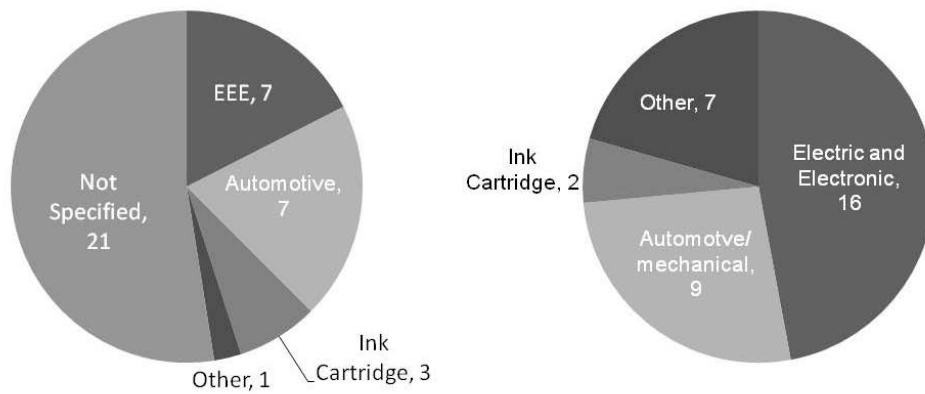 EEE, 7
Automotive,
7
Ink
Cartridge, 3
Other, 1
Not
Specified,
21
Electric and
Electronic,
16
Automotve/
mechanical,
9
Ink
Cartridge, 2
Other, 7